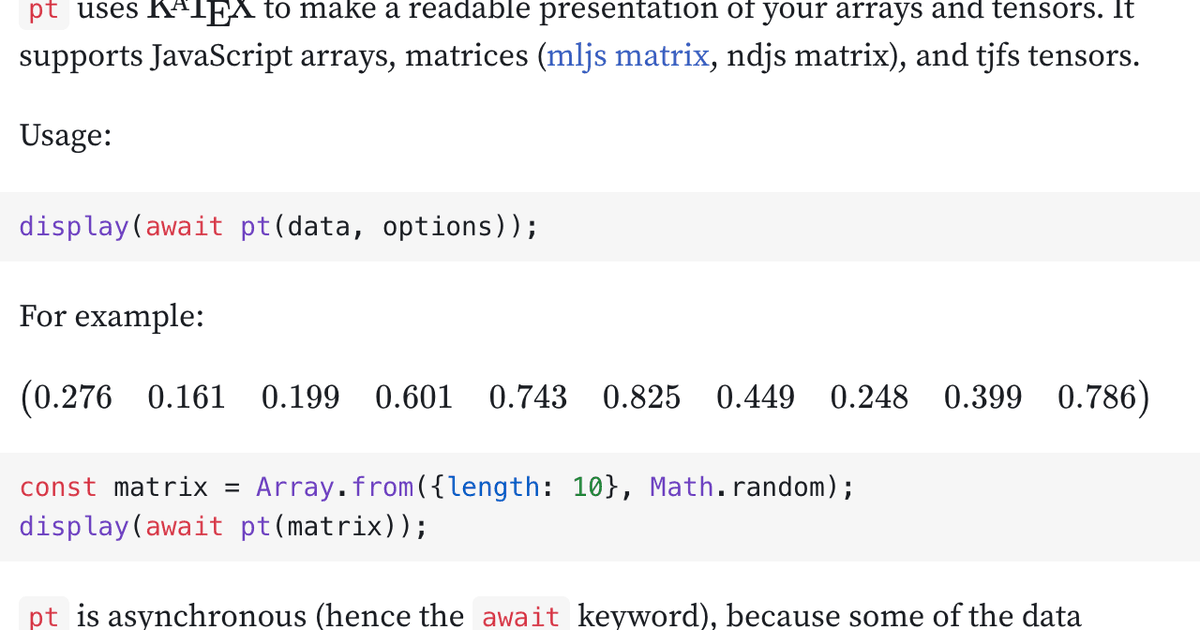 pt uses KATEX to make a readable presentation of your arrays and tensors. It
supports JavaScript arrays, matrices (mljs matrix, ndjs matrix), and tjfs tensors.
Usage:
display(await pt(data, options));
For example:
(0.276 0.161 0.199 0.601 0.743 0.825 0.449 0.248 0.399 0.786)
const matrix = Array.from({length: 10}, Math.random);
display(await pt(matrix));
pt is asynchronous (hence the await keyword), because some of the data